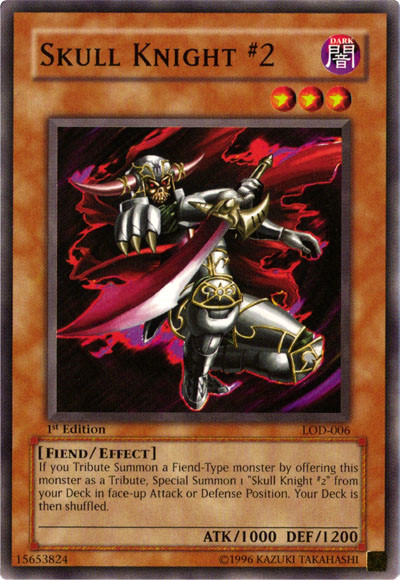 SKULL KNIGHT #2
DARK
闇
1st Edition
LOD-006
[FIEND/EFFECT]
If you Tribute Summon a Fiend-Type monster by offering this
monster as a Tribute, Special Summon 1 "Skull Knight #2" from
your Deck in face-up Attack or Defense Position. Your Deck is
then shuffled.
ATK/1000 DEF/1200
15653824
©1996 KAZUKI TAKAHASHI